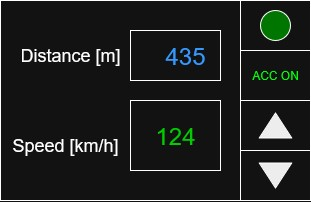 Distance [m] 435
ACC ON
Speed [km/h] 124